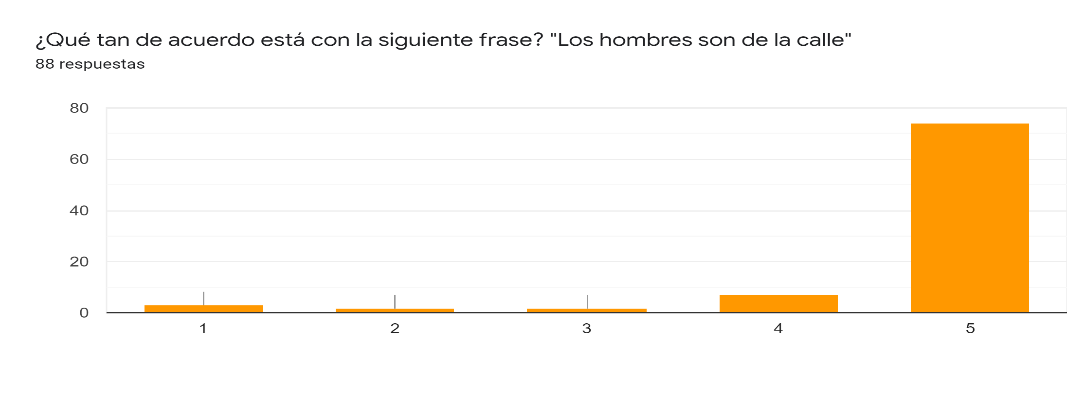 ¿Qué tan de acuerdo está con la siguiente frase? "Los hombres son de la calle"
88 respuestas
80
60
40
20
0
1 2 3 4 5